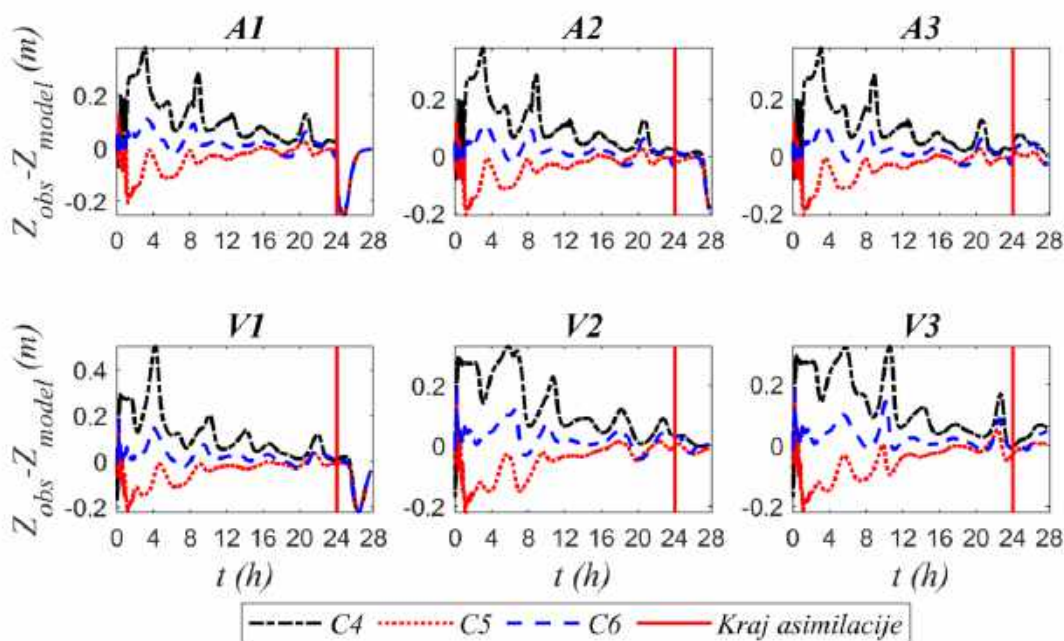 A1 A2 A3
Z_obs-Z_model (m)
0.2 0.2 0.2
0 0 0
-0.2 -0.2 -0.2
0 4 8 12 16 20 24 28 0 4 8 12 16 20 24 28 0 4 8 12 16 20 24 28
V1 V2 V3
Z_obs-Z_model (m)
0.4 0.2 0.2
0.2 0 0
0 -0.2 -0.2
-0.2
0 4 8 12 16 20 24 28 0 4 8 12 16 20 24 28 0 4 8 12 16 20 24 28
t (h) t (h) t (h)
C4 C5 C6 Kraj asimilacije